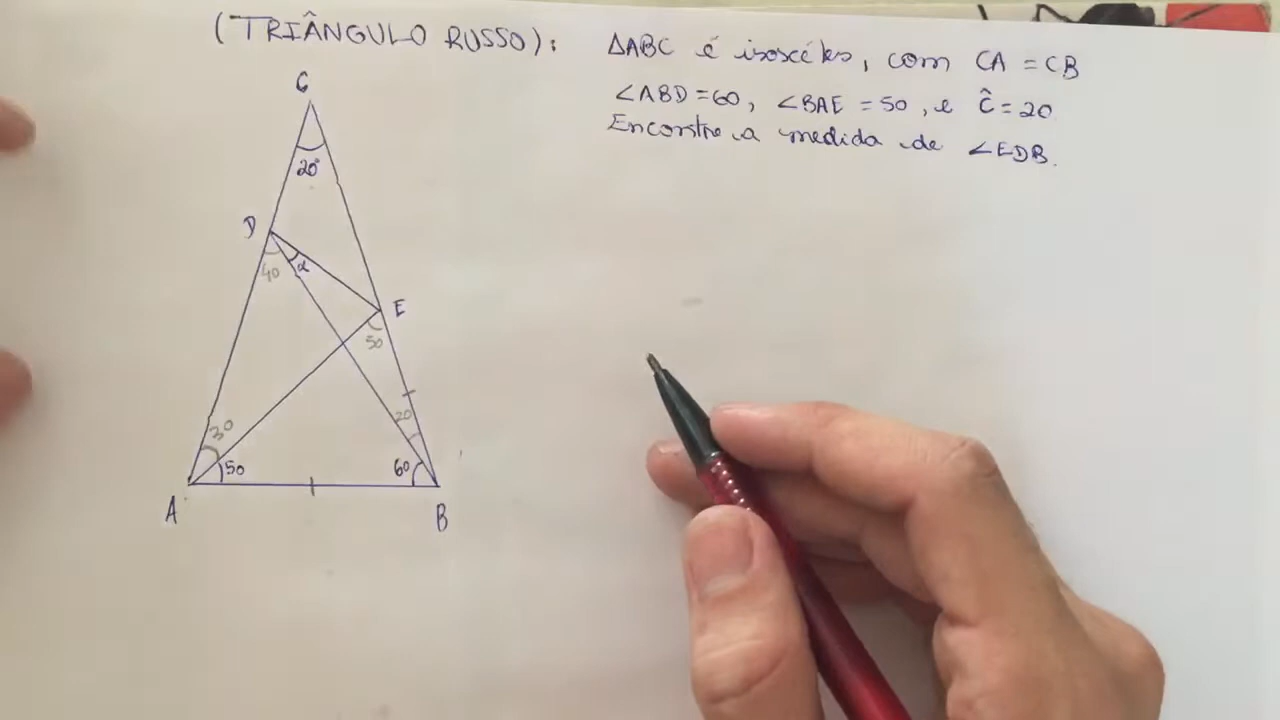 (TRIÂNGULO RUSSO): ΔABC é isoscéles, com CA = CB
∠ABD = 60, ∠BAE = 50, e Ĉ = 20
Encontre a medida de ∠EDB.
C
20°
D
40
α
E
50
30
20
50
60
A
B